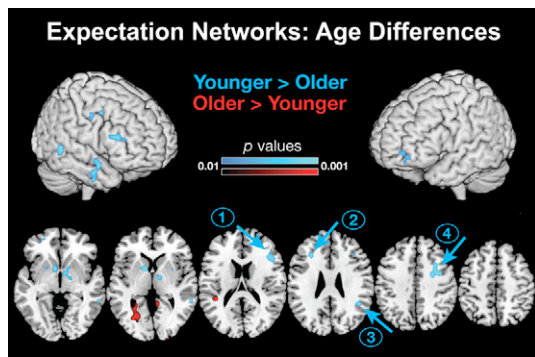 Expectation Networks: Age Differences
Younger > Older
Older > Younger
p values
0.01 0.001
1 2 4
3